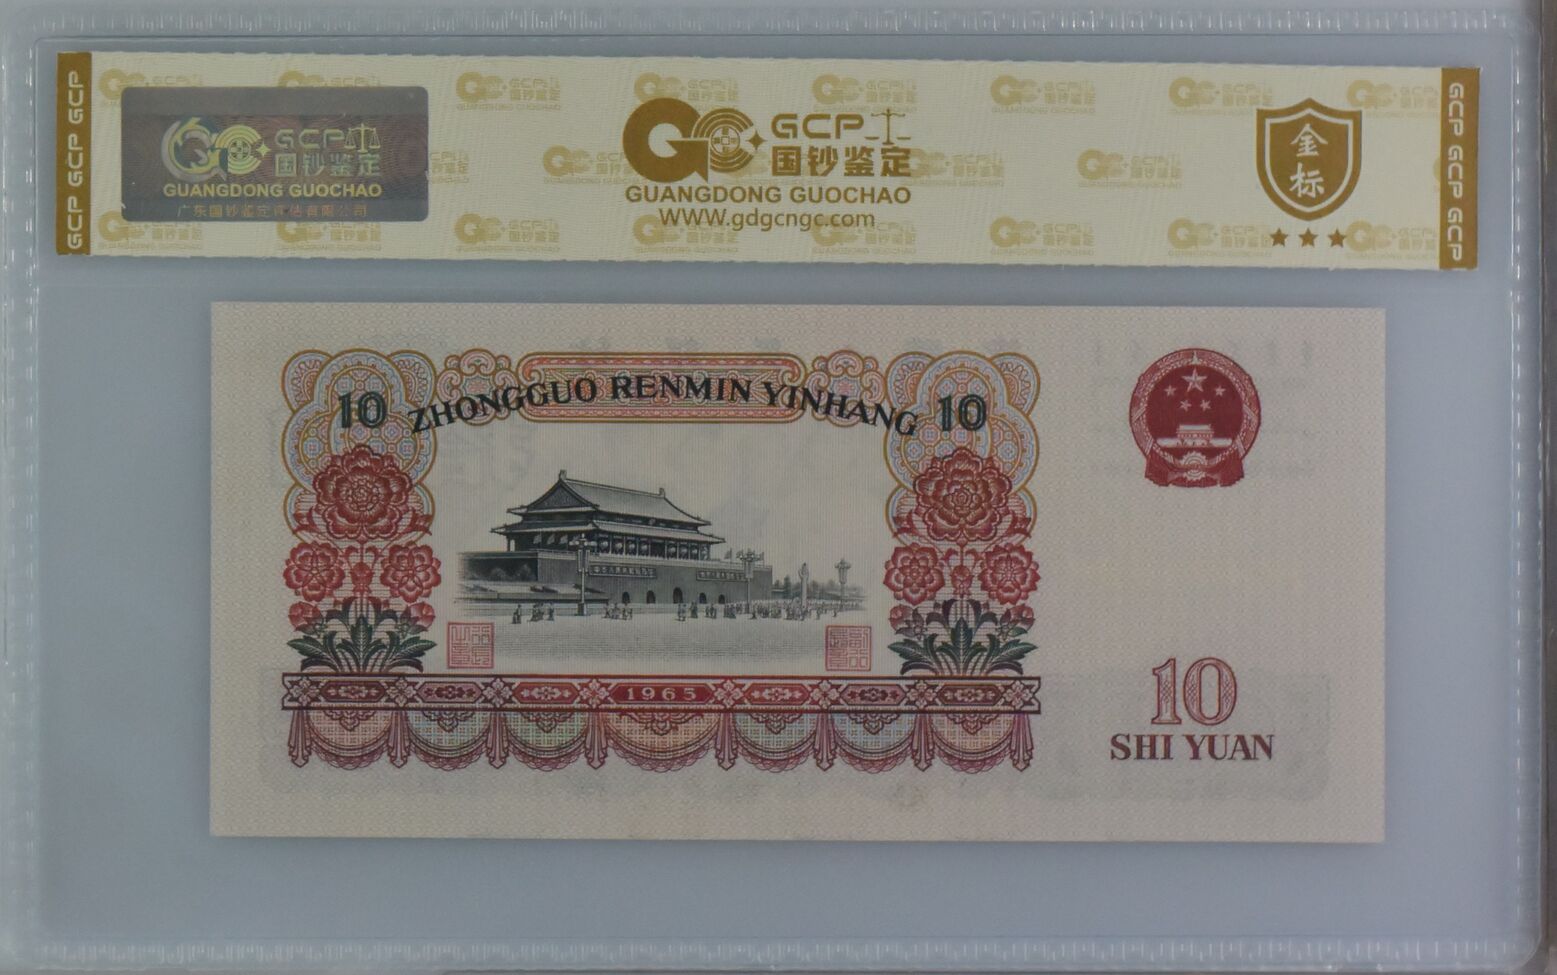 GCP GCP GCP
GCP
国钞鉴定
GUANGDONG GUOCHAO
广东国钞鉴定评估有限公司
GCP
国钞鉴定
GUANGDONG GUOCHAO
WWW.gdgcngc.com
金
标
GCP GCP GCP
10 ZHONGGUO RENMIN YINHANG 10
1965
10
SHI YUAN